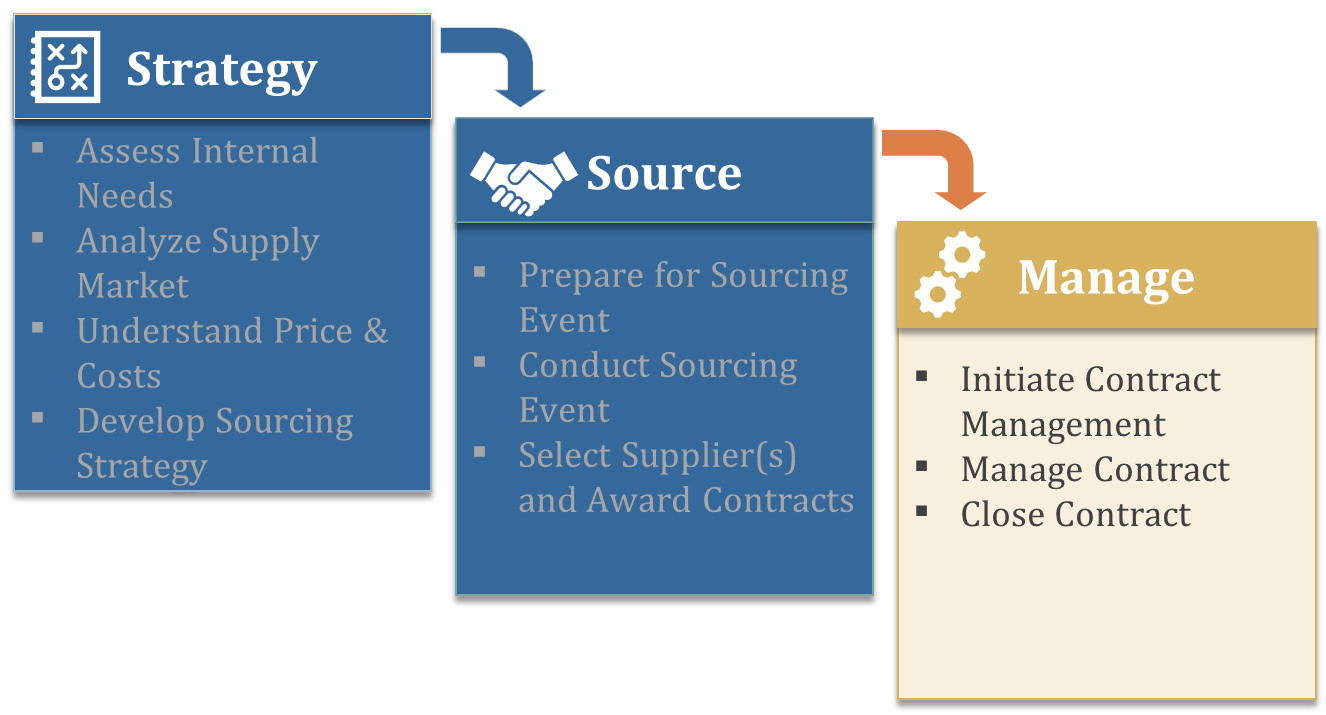 Strategy
▪ Assess Internal
Needs
▪ Analyze Supply
Market
▪ Understand Price &
Costs
▪ Develop Sourcing
Strategy
Source
▪ Prepare for Sourcing
Event
▪ Conduct Sourcing
Event
▪ Select Supplier(s)
and Award Contracts
Manage
▪ Initiate Contract
Management
▪ Manage Contract
▪ Close Contract